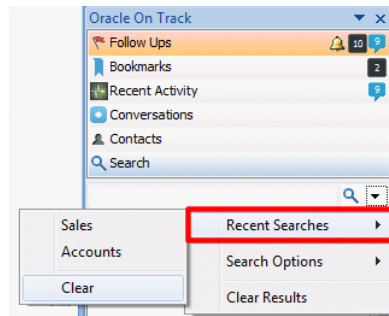 Oracle On Track
Follow Ups 10 9
Bookmarks 2
Recent Activity 9
Conversations
Contacts
Search
Sales
Accounts
Clear
Recent Searches
Search Options
Clear Results